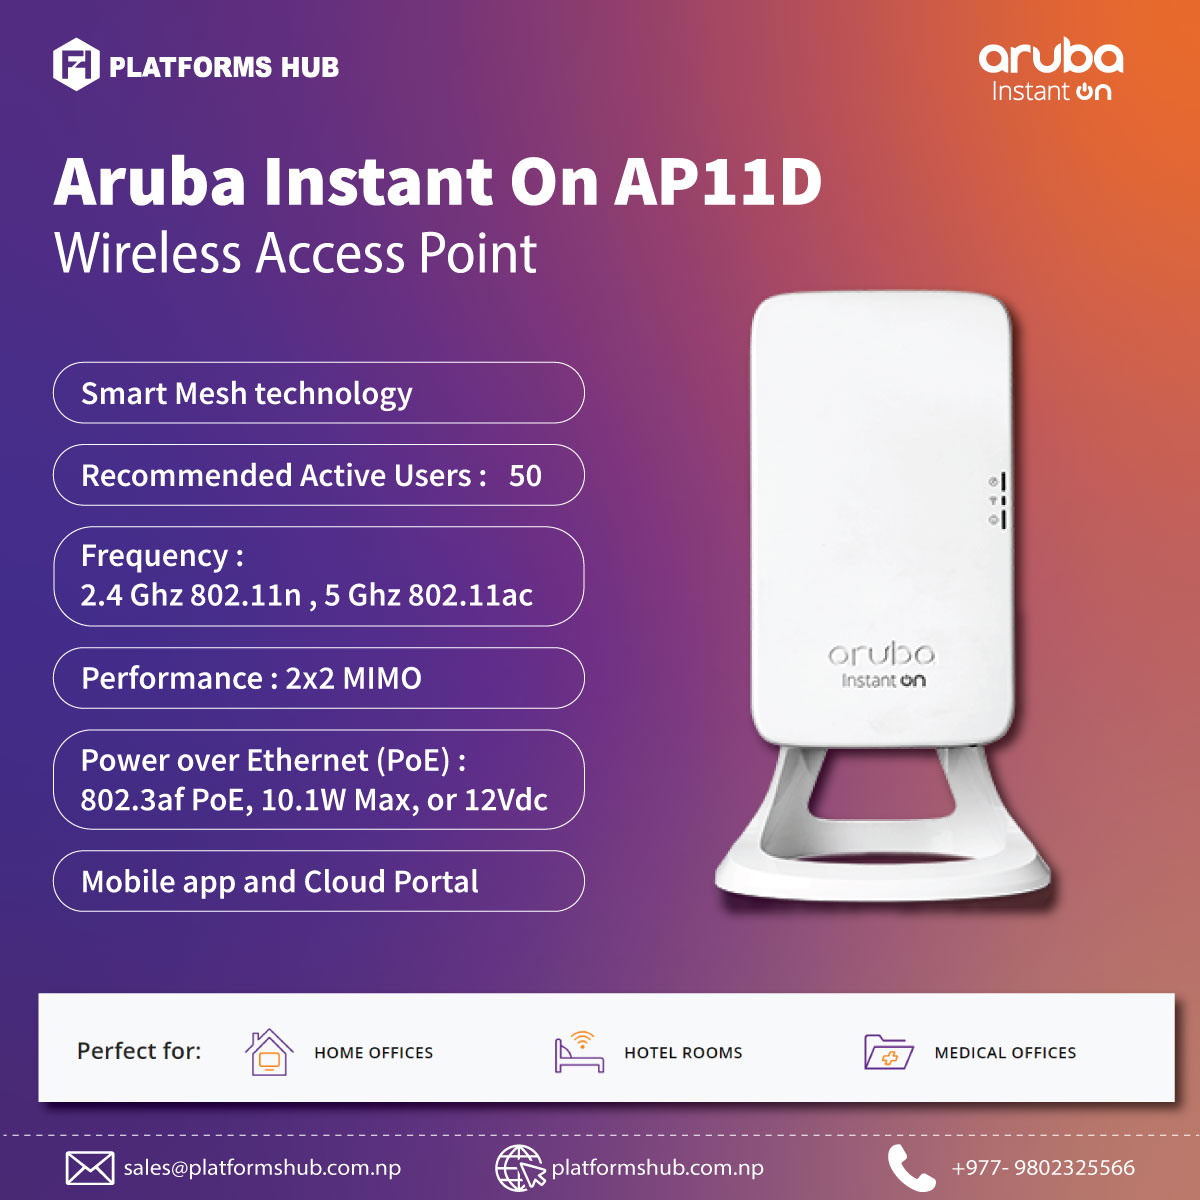 PLATFORMS HUB
aruba
Instant On
Aruba Instant On AP11D
Wireless Access Point
Smart Mesh technology
Recommended Active Users : 50
Frequency :
2.4 Ghz 802.11n , 5 Ghz 802.11ac
Performance : 2x2 MIMO
Power over Ethernet (PoE) :
802.3af PoE, 10.1W Max, or 12Vdc
Mobile app and Cloud Portal
aruba
Instant On
Perfect for:
HOME OFFICES
HOTEL ROOMS
MEDICAL OFFICES
sales@platformshub.com.np
platformshub.com.np
+977- 9802325566